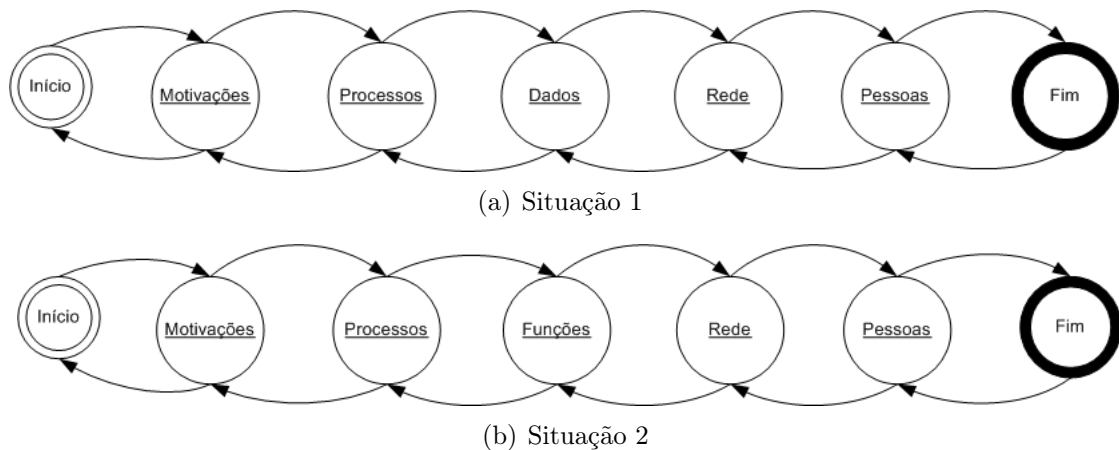 Início Motivações Processos Dados Rede Pessoas Fim
(a) Situação 1
Início Motivações Processos Funções Rede Pessoas Fim
(b) Situação 2